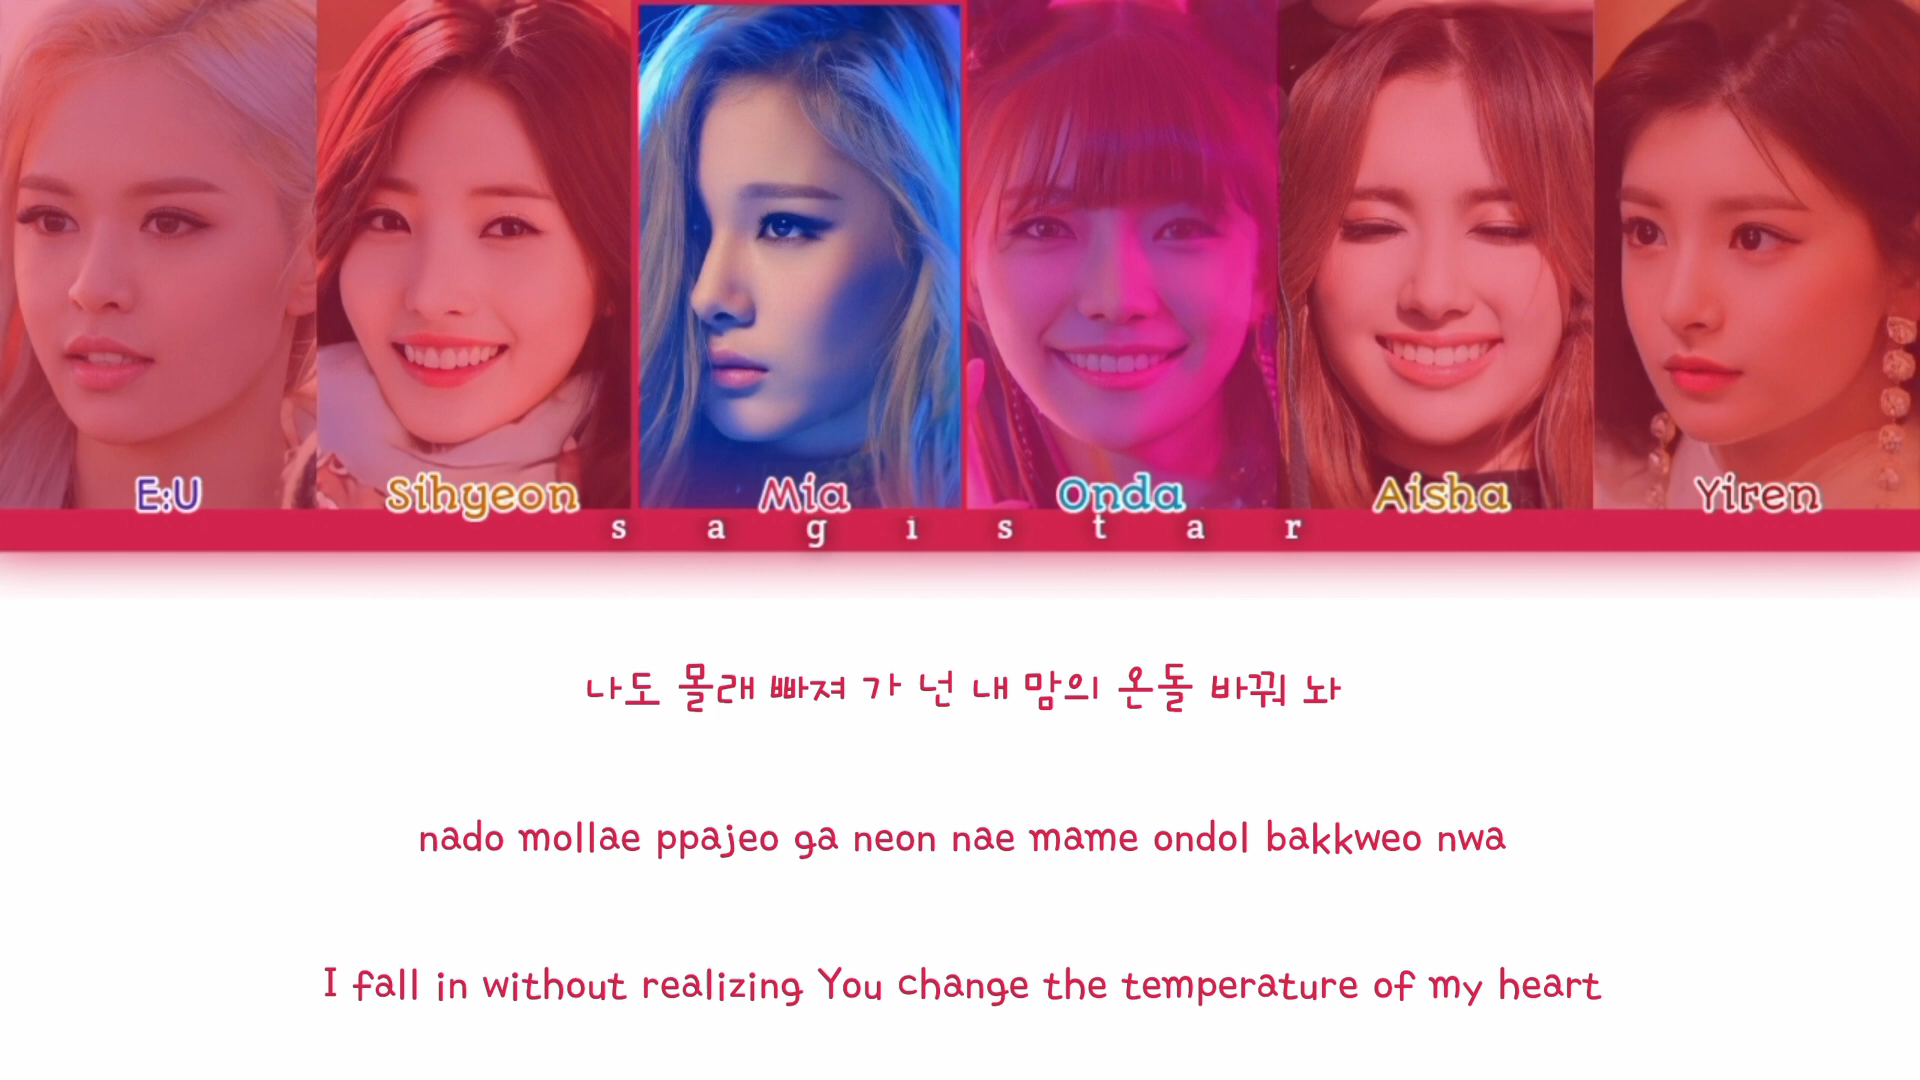 E:U Sihyeon Mia Onda Aisha Yiren
sagistar
나도 몰래 빠져 가 넌 내 맘의 온돌 바꿔 놔
nado mollae ppajeo ga neon nae mame ondol bakkweo nwa
I fall in without realizing You change the temperature of my heart